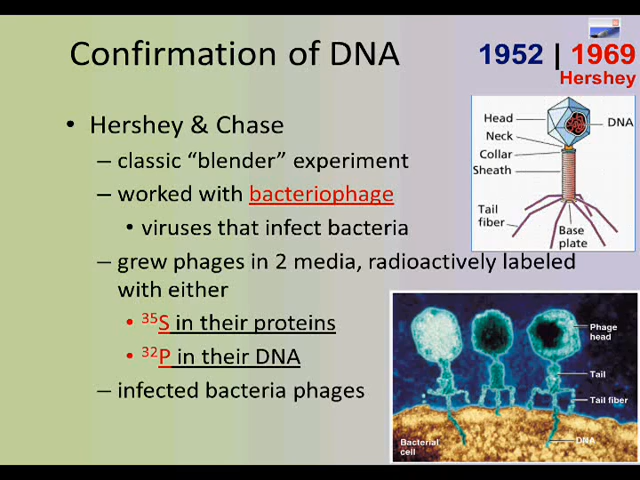 Confirmation of DNA
1952 | 1969
Hershey
• Hershey & Chase
– classic “blender” experiment
– worked with bacteriophage
• viruses that infect bacteria
– grew phages in 2 media, radioactively labeled
with either
• 35S in their proteins
• 32P in their DNA
– infected bacteria phages
Head
DNA
Neck
Collar
Sheath
Tail
fiber
Base
plate
Phage
head
Tail
Tail fiber
DNA
Bacterial
cell